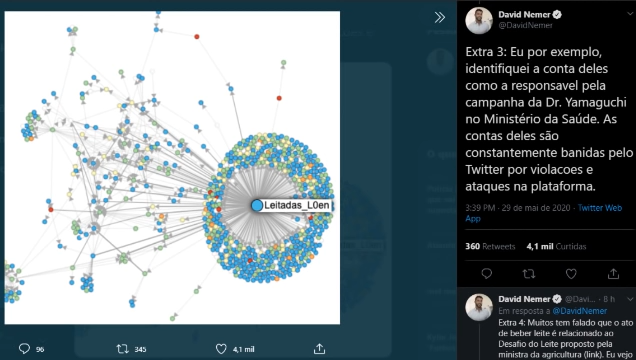 Leitadas_L0en
96
345
4,1 mil
David Nemer
@DavidNemer
Extra 3: Eu por exemplo,
identifiquei a conta deles
como a responsavel pela
campanha da Dr. Yamaguchi
no Ministério da Saúde. As
contas deles são
constantemente banidas pelo
Twitter por violacoes e
ataques na plataforma.
3:39 PM · 29 de mai de 2020 · Twitter Web
App
360 Retweets 4,1 mil Curtidas
David Nemer @Davi... · 8 h
Em resposta a @DavidNemer
Extra 4: Muitos tem falado que o ato
de beber leite é relacionado ao
Desafio do Leite proposto pela
ministra da agricultura (link). Eu vejo